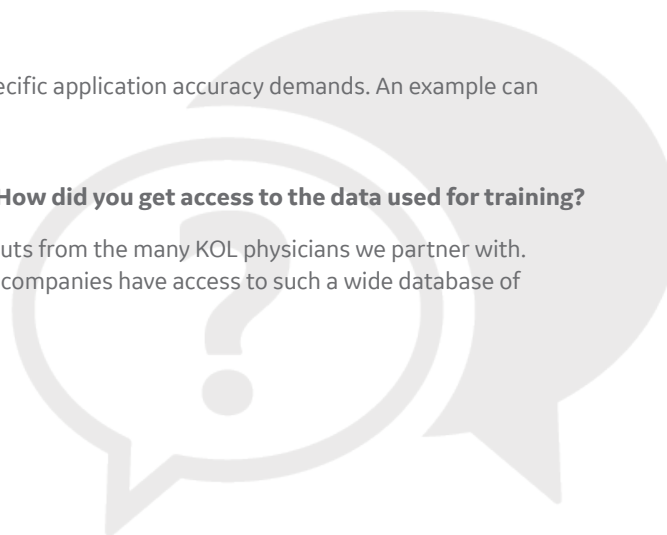 ecific application accuracy demands. An example can
How did you get access to the data used for training?
uts from the many KOL physicians we partner with.
companies have access to such a wide database of